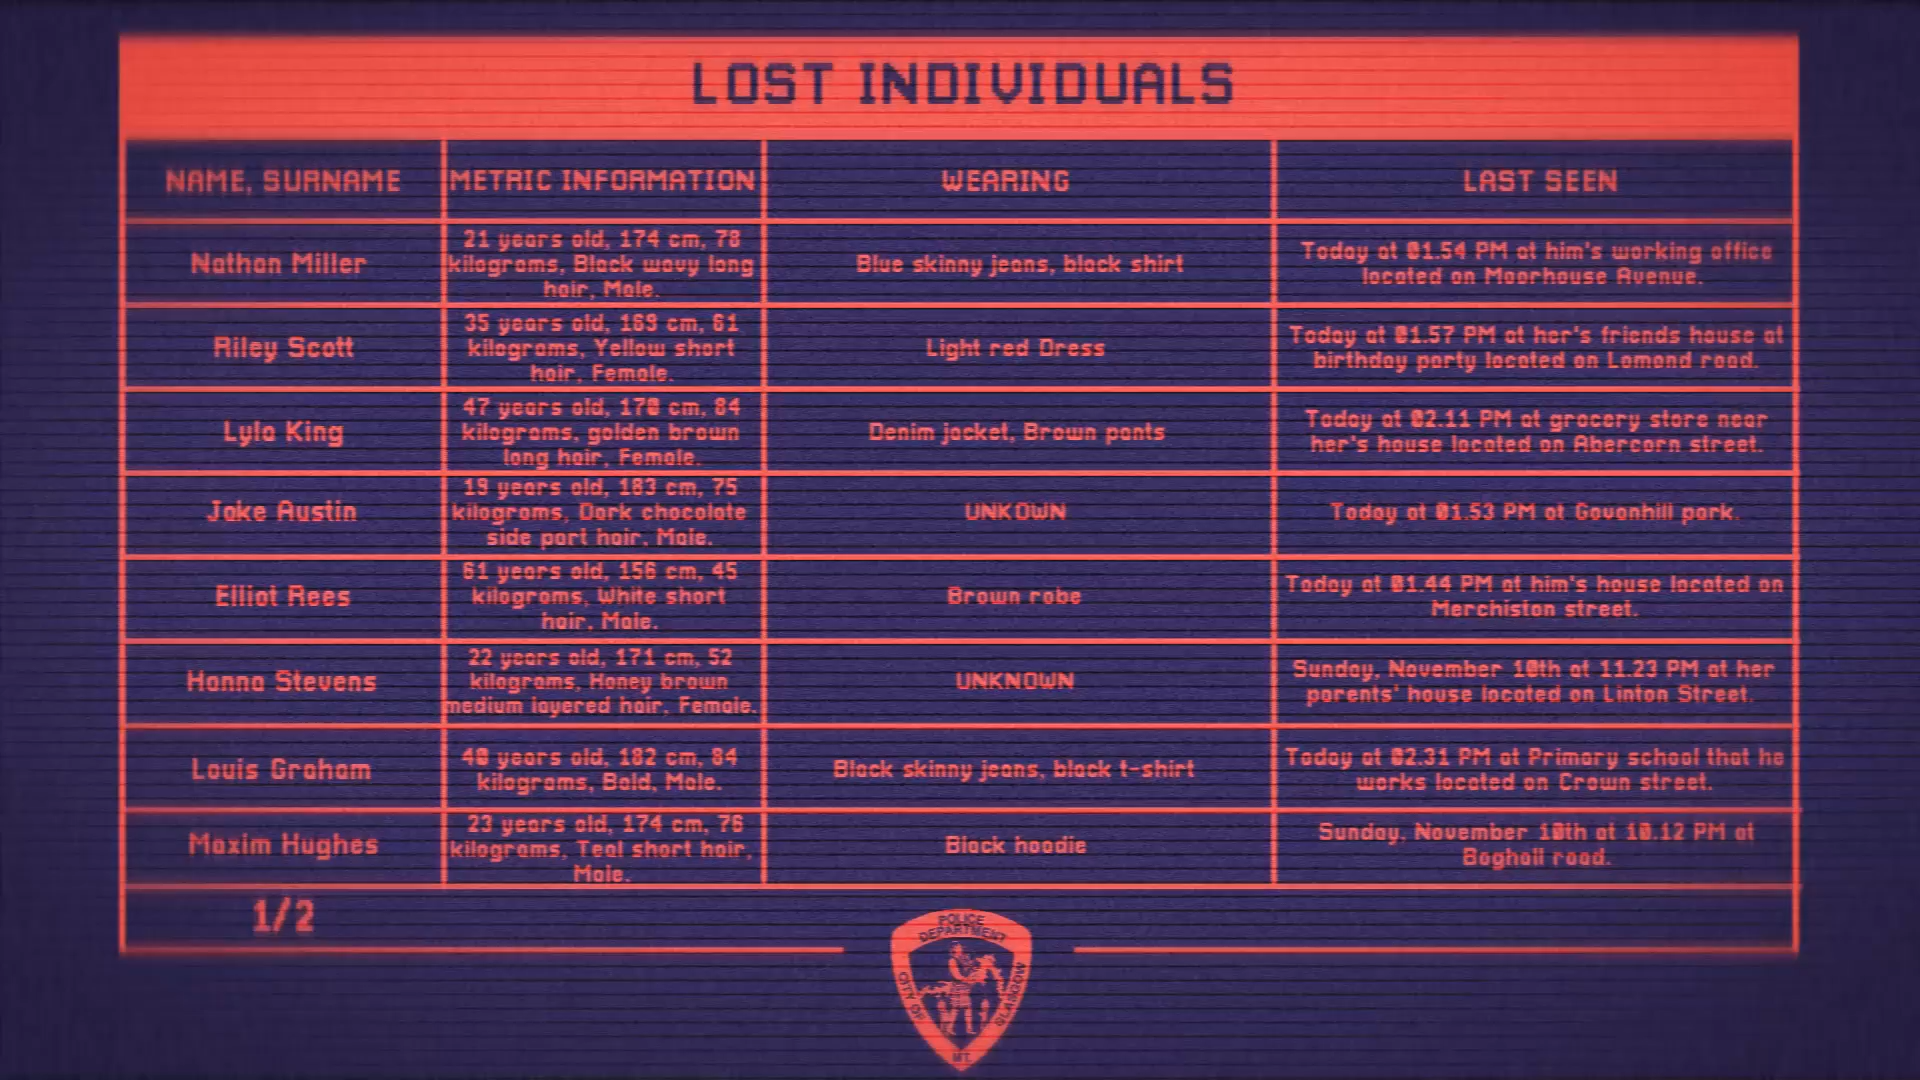 LOST INDIVIDUALS
NAME, SURNAME
METRIC INFORMATION
WEARING
LAST SEEN
Nathan Miller
21 years old, 174 cm, 78
kilograms, Black wavy long
hair, Male.
Blue skinny jeans, black shirt
Today at 01.54 PM at him's working office
located on Moorhouse Avenue.
Riley Scott
35 years old, 169 cm, 61
kilograms, Yellow short
hair, Female.
Light red Dress
Today at 01.57 PM at her's friends house at
birthday party located on Lomond road.
Lyla King
47 years old, 170 cm, 84
kilograms, golden brown
long hair, Female.
Denim jacket, Brown pants
Today at 02.11 PM at grocery store near
her's house located on Abercorn street.
Jake Austin
19 years old, 183 cm, 75
kilograms, Dark chocolate
side part hair, Male.
UNKOWN
Today at 01.53 PM at Govanhill park.
Elliot Rees
61 years old, 156 cm, 45
kilograms, White short
hair, Male.
Brown robe
Today at 01.44 PM at him's house located on
Merchiston street.
Hanna Stevens
22 years old, 171 cm, 52
kilograms, Honey brown
medium layered hair, Female.
UNKNOWN
Sunday, November 10th at 11.23 PM at her
parents' house located on Linton Street.
Louis Graham
40 years old, 182 cm, 84
kilograms, Bald, Male.
Black skinny jeans, black t-shirt
Today at 02.31 PM at Primary school that he
works located on Crown street.
Maxim Hughes
23 years old, 174 cm, 76
kilograms, Teal short hair,
Male.
Black hoodie
Sunday, November 10th at 10.12 PM at
Boghall road.
1/2
POLICE
DEPARTMENT
CITY OF
GLASGOW
MT.